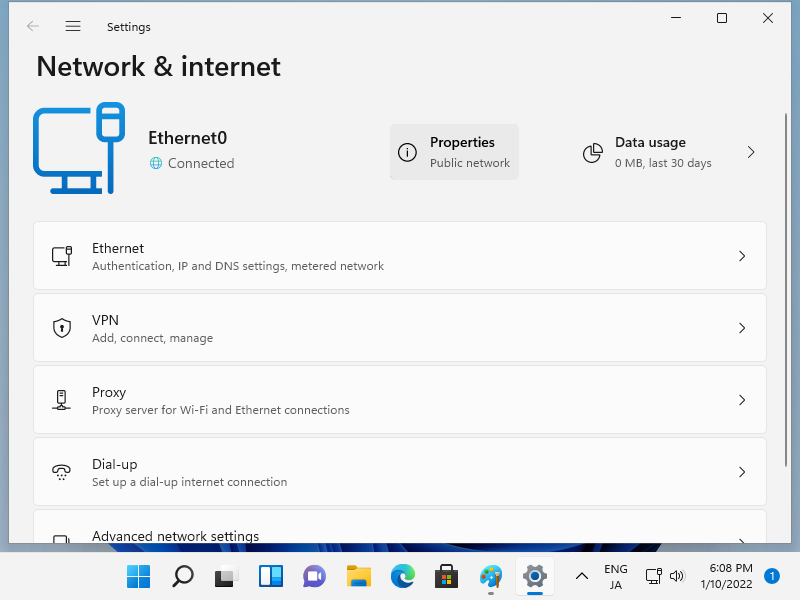 Settings
Network & internet
Ethernet0
Connected
Properties
Public network
Data usage
0 MB, last 30 days
Ethernet
Authentication, IP and DNS settings, metered network
VPN
Add, connect, manage
Proxy
Proxy server for Wi-Fi and Ethernet connections
Dial-up
Set up a dial-up internet connection
Advanced network settings
ENG
JA
6:08 PM
1/10/2022
1